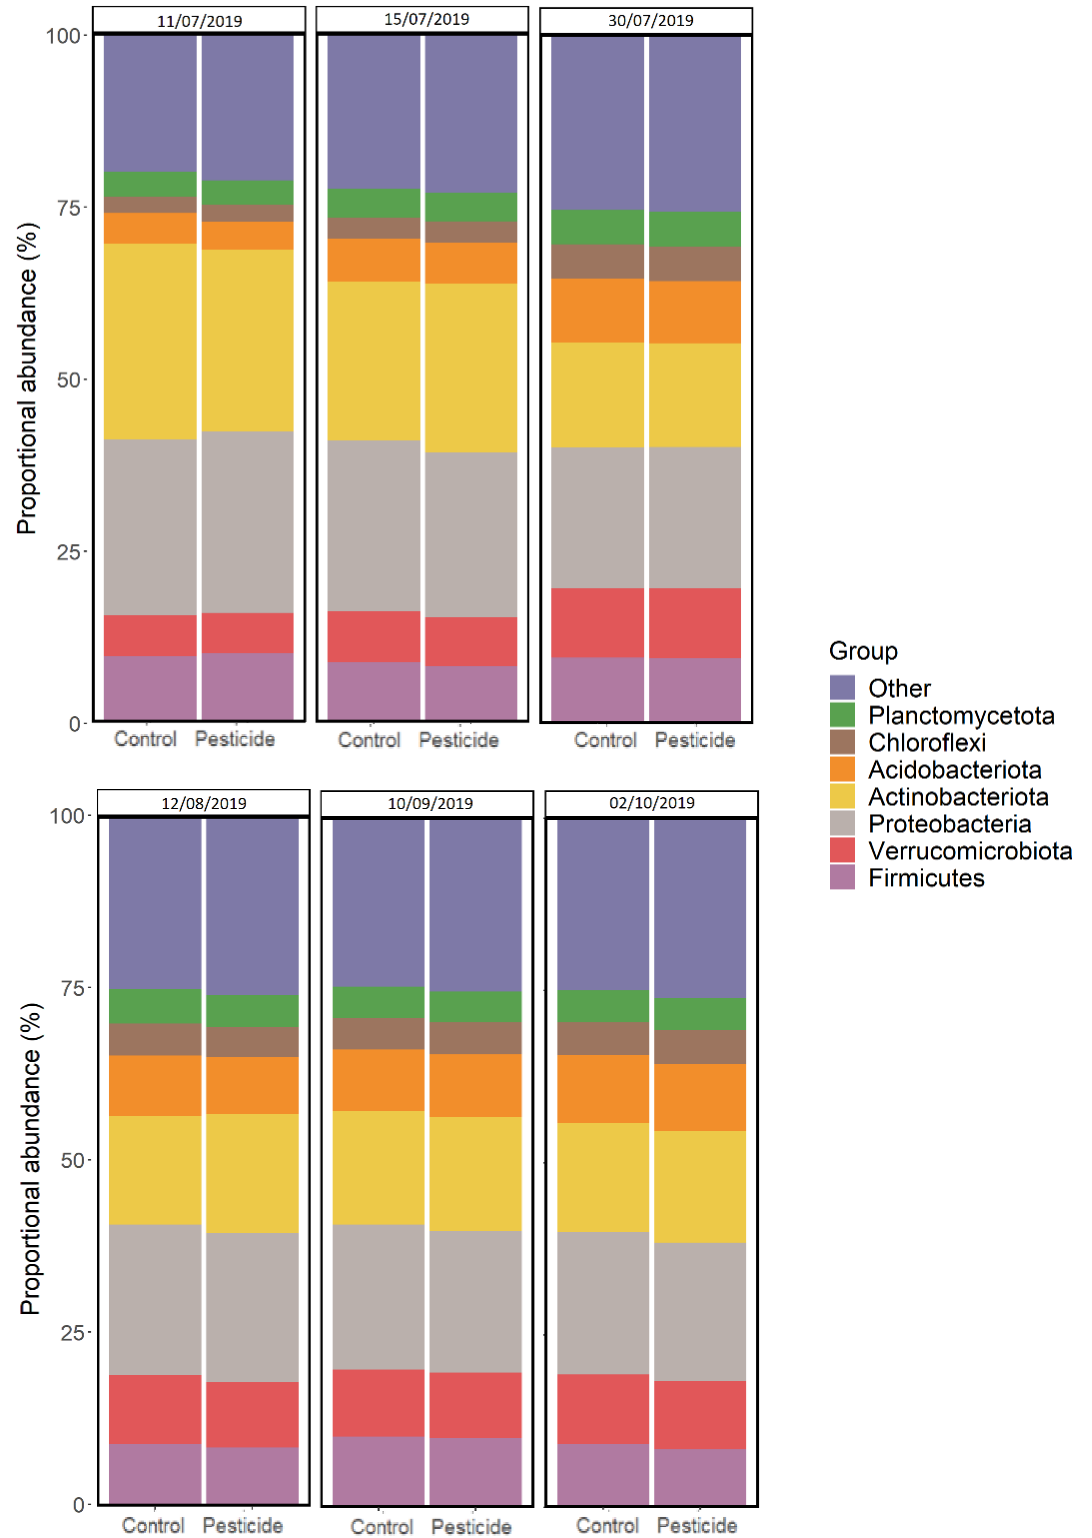 11/07/2019 15/07/2019 30/07/2019
100
75
50
25
0
Proportional abundance (%)
Control Pesticide Control Pesticide Control Pesticide
Group
Other
Planctomycetota
Chloroflexi
Acidobacteriota
Actinobacteriota
Proteobacteria
Verrucomicrobiota
Firmicutes
12/08/2019 10/09/2019 02/10/2019
100
75
50
25
0
Proportional abundance (%)
Control Pesticide Control Pesticide Control Pesticide